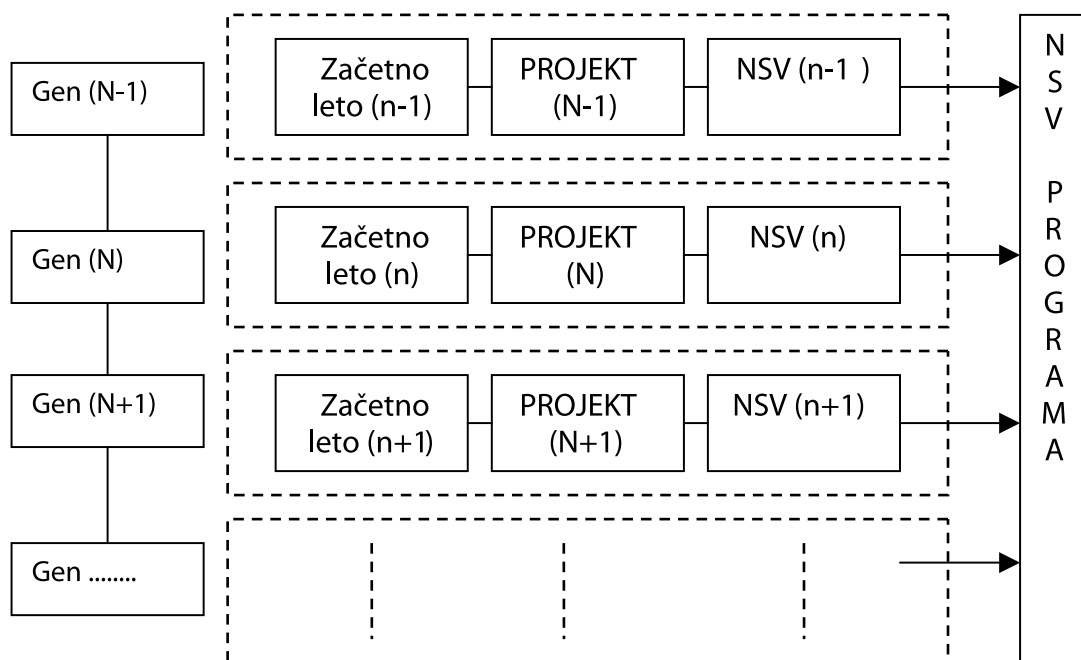 Gen (N-1)
Začetno
leto (n-1)
PROJEKT
(N-1)
NSV (n-1 )
Gen (N)
Začetno
leto (n)
PROJEKT
(N)
NSV (n)
Gen (N+1)
Začetno
leto (n+1)
PROJEKT
(N+1)
NSV (n+1)
Gen ........
N
S
V
P
R
O
G
R
A
M
A